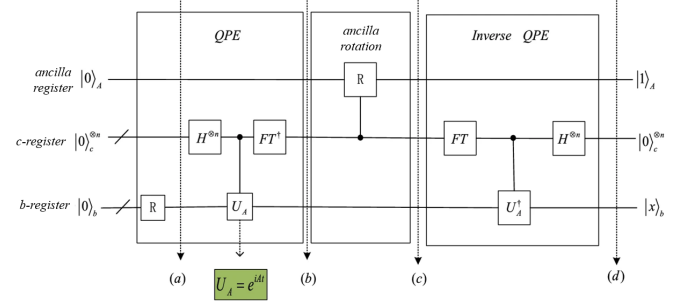 QPE
ancilla rotation
Inverse QPE
ancilla register |0⟩_A
R
|1⟩_A
c-register |0⟩_c^{⊗n}
H^{⊗n}
FT^†
FT
H^{⊗n}
|0⟩_c^{⊗n}
b-register |0⟩_b
R
U_A
U_A^†
|x⟩_b
(a)
(b)
(c)
(d)
U_A = e^{iAt}